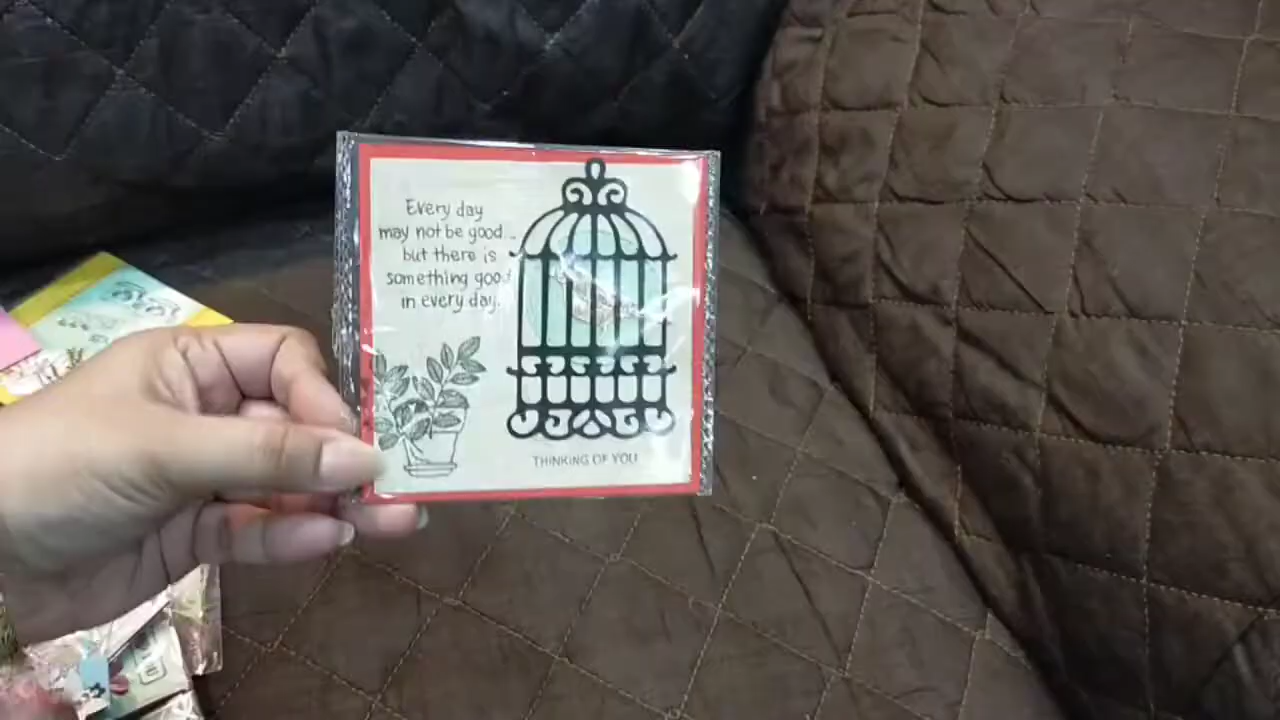 Every day
may not be good...
but there is
something good
in every day.
THINKING OF YOU